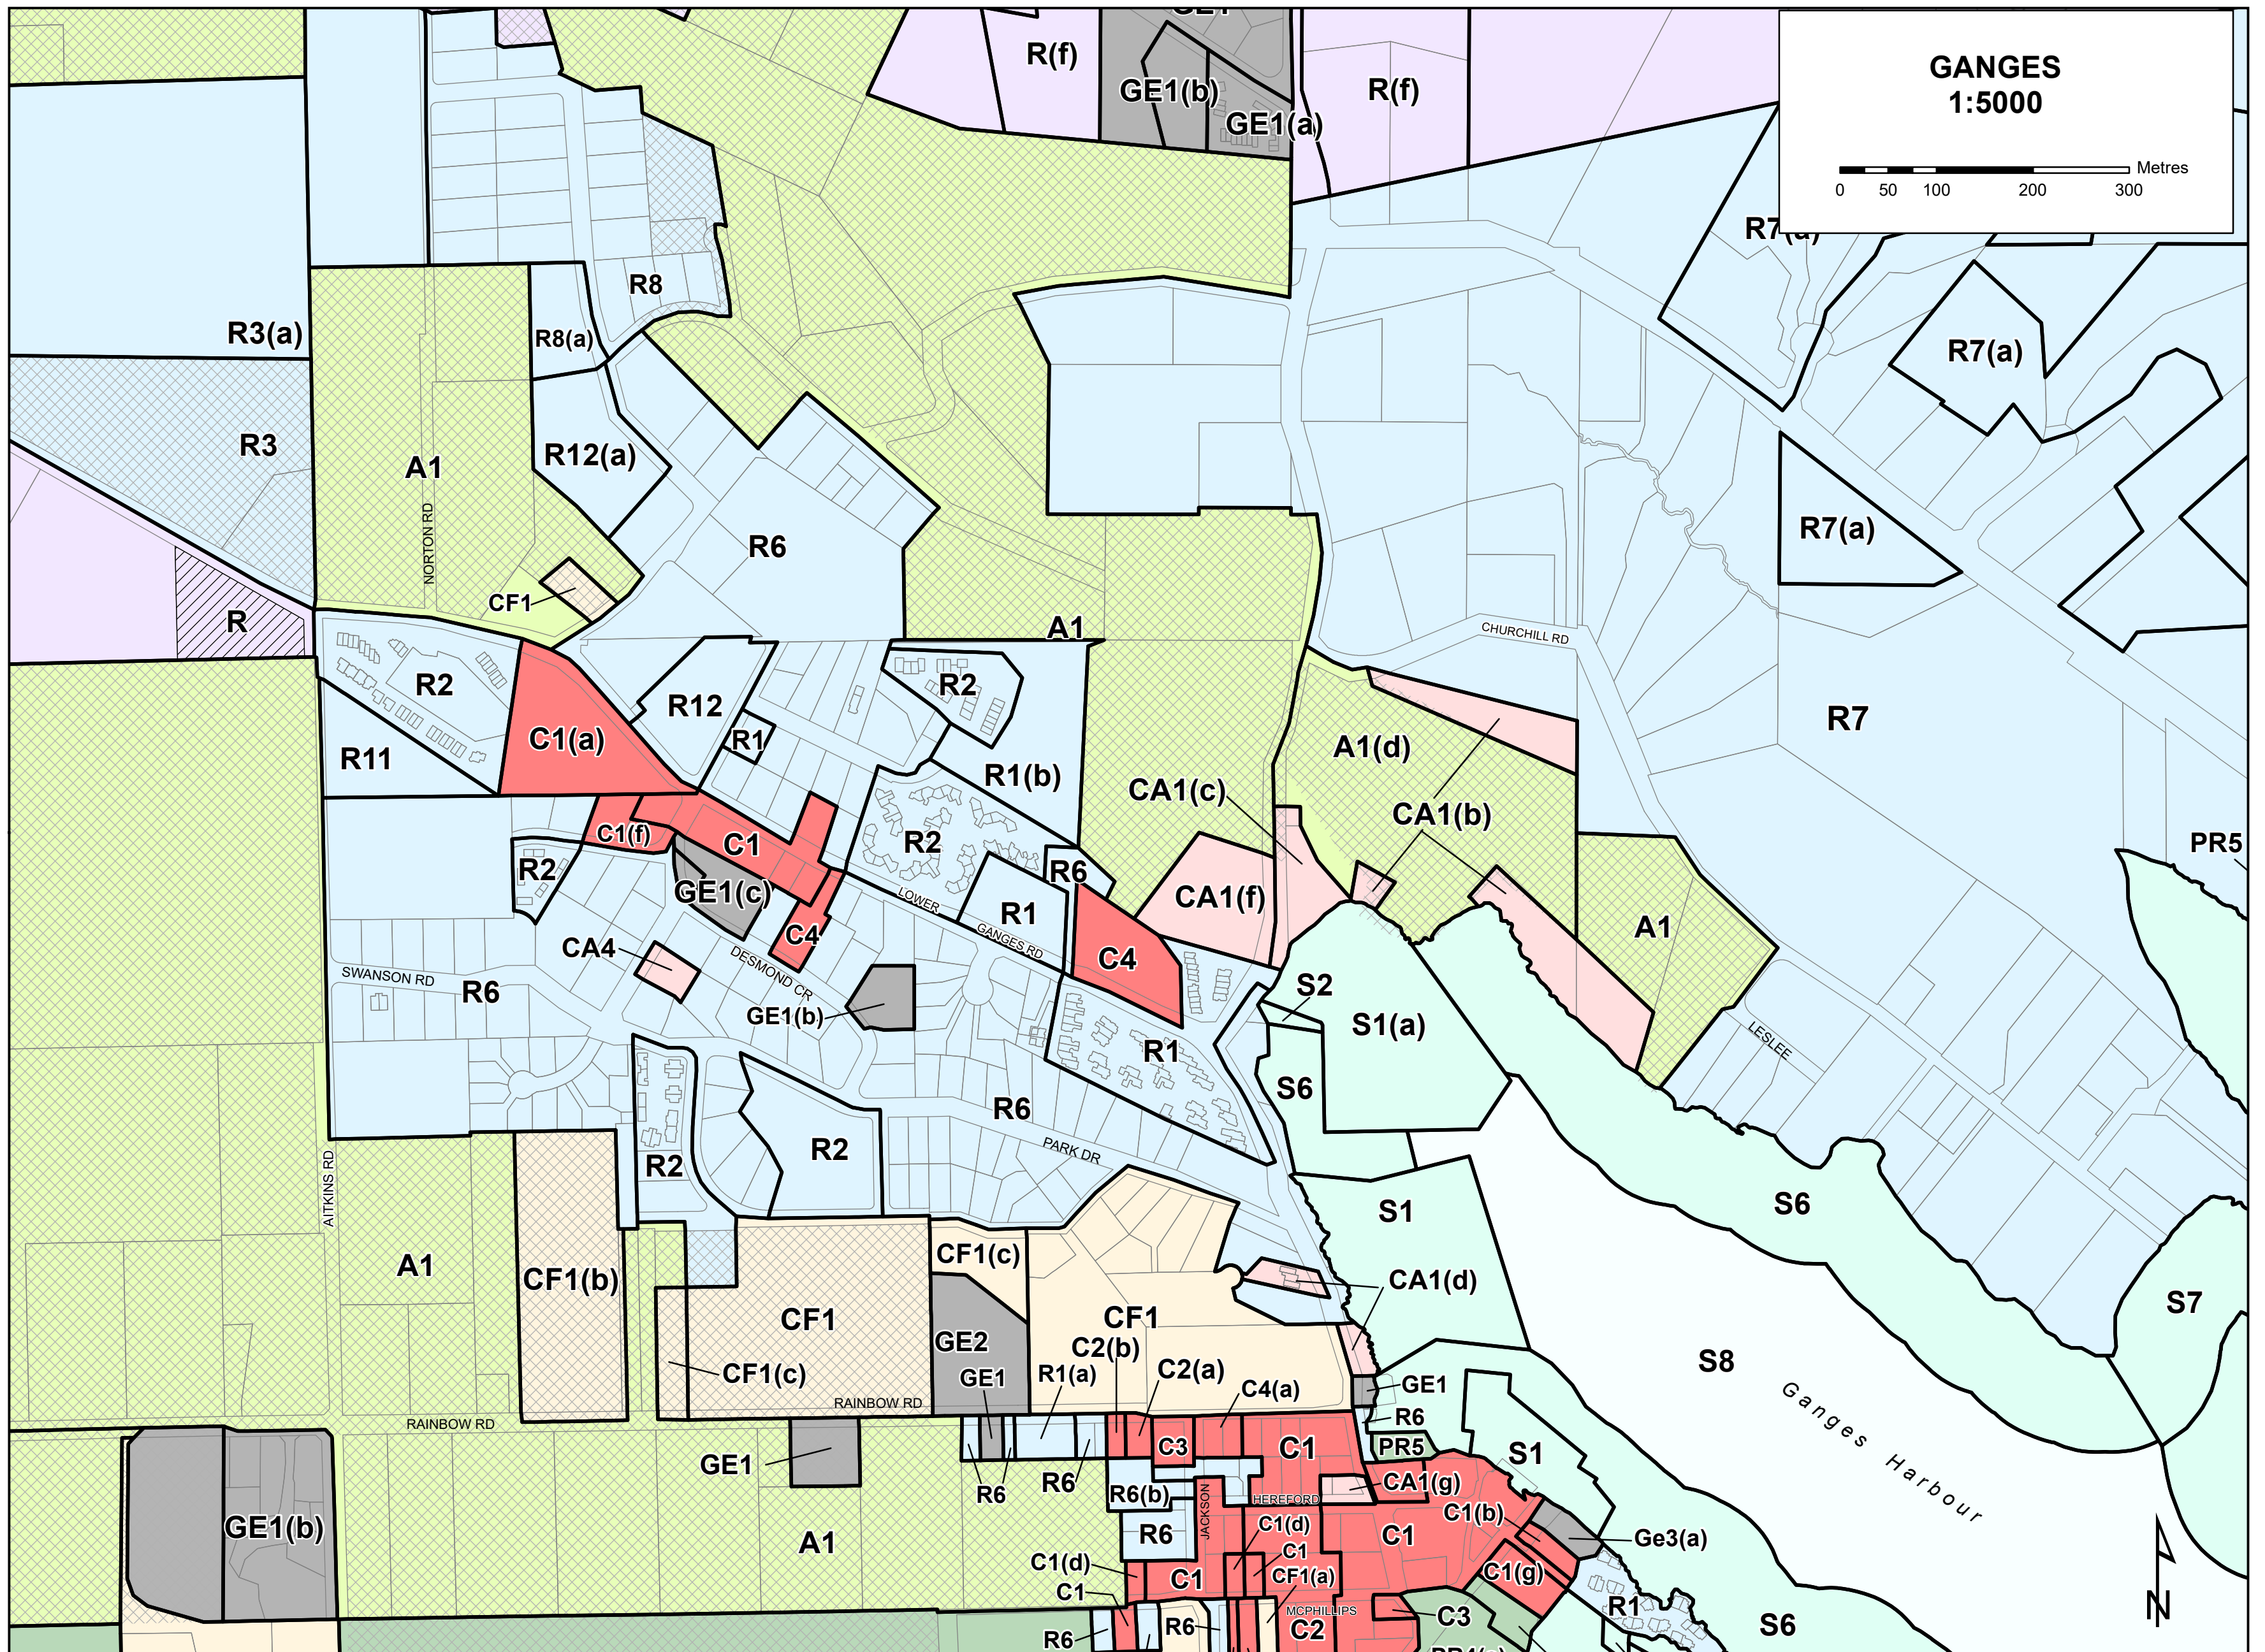 GE1
GANGES
1:5000
Metres
0 50 100 200 300
R(f)
GE1(b)
R(f)
GE1(a)
R7(a)
R8
R3(a)
R8(a)
R7(a)
R3
A1
R12(a)
NORTON RD
R6
R7(a)
CF1
R
A1
CHURCHILL RD
R2
R2
R12
R7
C1(a)
R1
A1(d)
R11
R1(b)
CA1(c)
CA1(b)
C1(f)
C1
R2
PR5
R2
R6
GE1(c)
LOWER
CA1(f)
R1
A1
C4
GANGES RD
CA4
C4
DESMOND CR
SWANSON RD
R6
S2
GE1(b)
S1(a)
LESLEE
R1
S6
R6
R2
PARK DR
R2
AITKINS RD
S1
S6
A1
CF1(c)
CF1(b)
CA1(d)
S7
CF1
CF1
GE2
C2(b)
CF1(c)
C2(a)
S8
GE1
R1(a)
C4(a)
GE1
Ganges Harbour
RAINBOW RD
RAINBOW RD
R6
C3
C1
PR5
S1
GE1
R6
R6
R6(b)
CA1(g)
HEREFORD
JACKSON
C1(b)
GE1(b)
A1
R6
C1(d)
C1
Ge3(a)
C1
C1(d)
C1
CF1(a)
C1(g)
C1
MCPHILLIPS
R1
N
R6
R6
C2
C3
S6
PR4(a)